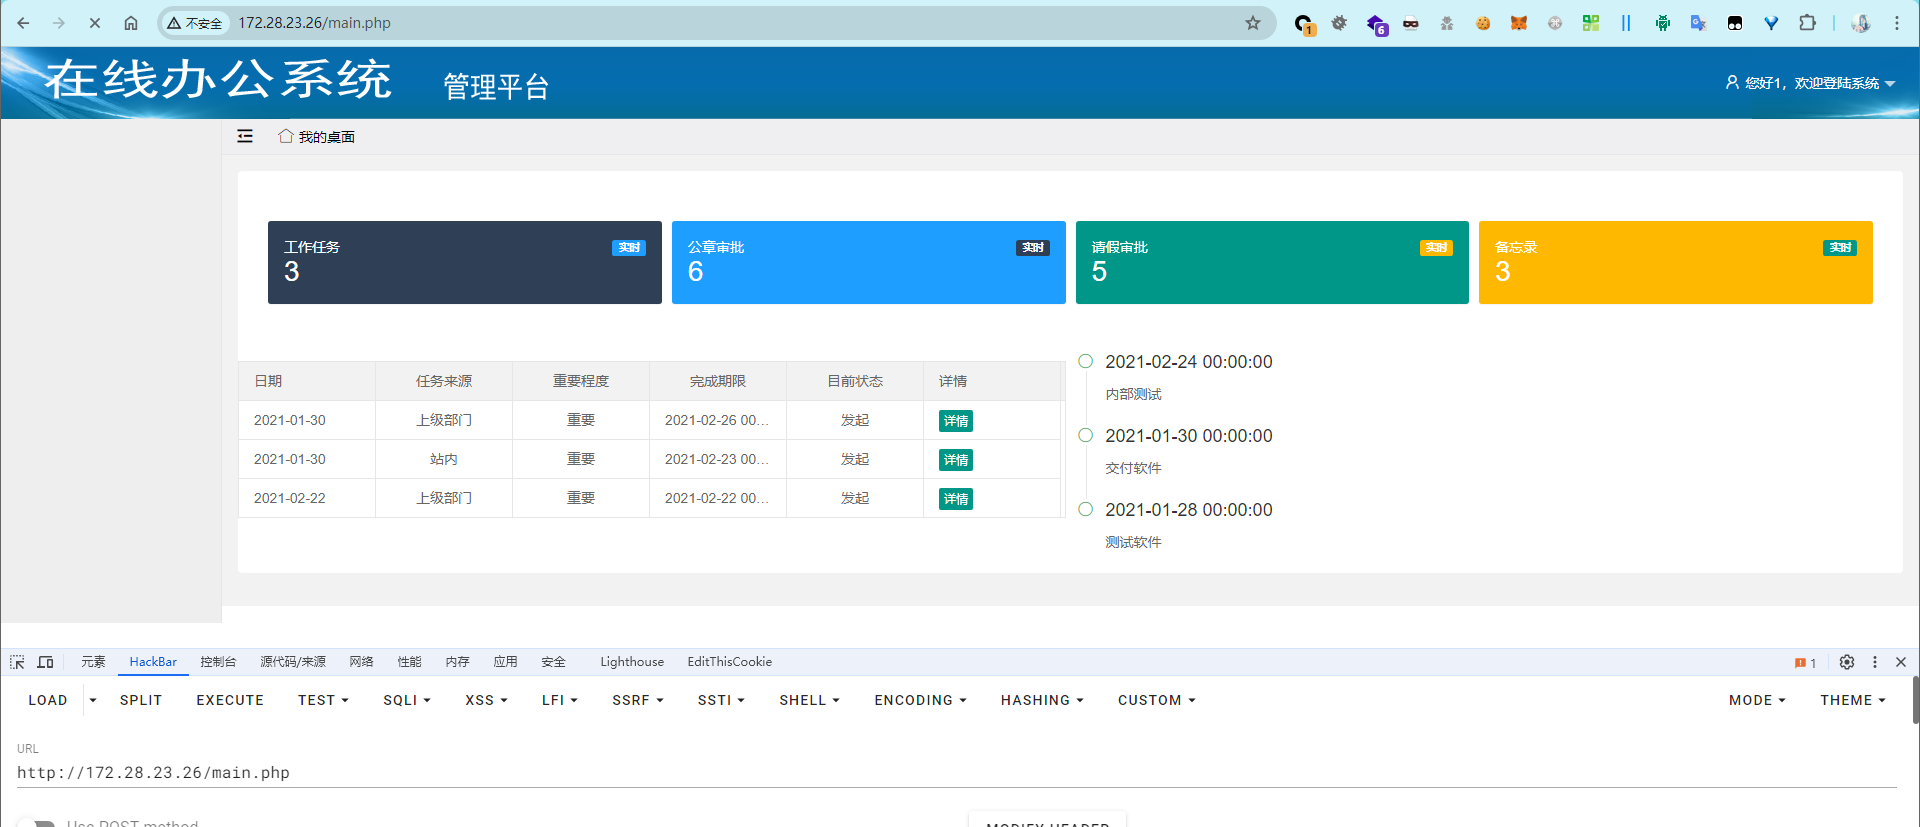 不安全 172.28.23.26/main.php
1 6
在线办公系统 管理平台 您好1，欢迎登陆系统
我的桌面
工作任务 实时 公章审批 实时 请假审批 实时 备忘录 实时
3 6 5 3
日期 任务来源 重要程度 完成期限 目前状态 详情
2021-01-30 上级部门 重要 2021-02-26 00... 发起 详情
2021-01-30 站内 重要 2021-02-23 00... 发起 详情
2021-02-22 上级部门 重要 2021-02-22 00... 发起 详情
2021-02-24 00:00:00
内部测试
2021-01-30 00:00:00
交付软件
2021-01-28 00:00:00
测试软件
元素 HackBar 控制台 源代码/来源 网络 性能 内存 应用 安全 Lighthouse EditThisCookie 1
LOAD SPLIT EXECUTE TEST SQLI XSS LFI SSRF SSTI SHELL ENCODING HASHING CUSTOM MODE THEME
URL
http://172.28.23.26/main.php
Use POST method MODIFY HEADER